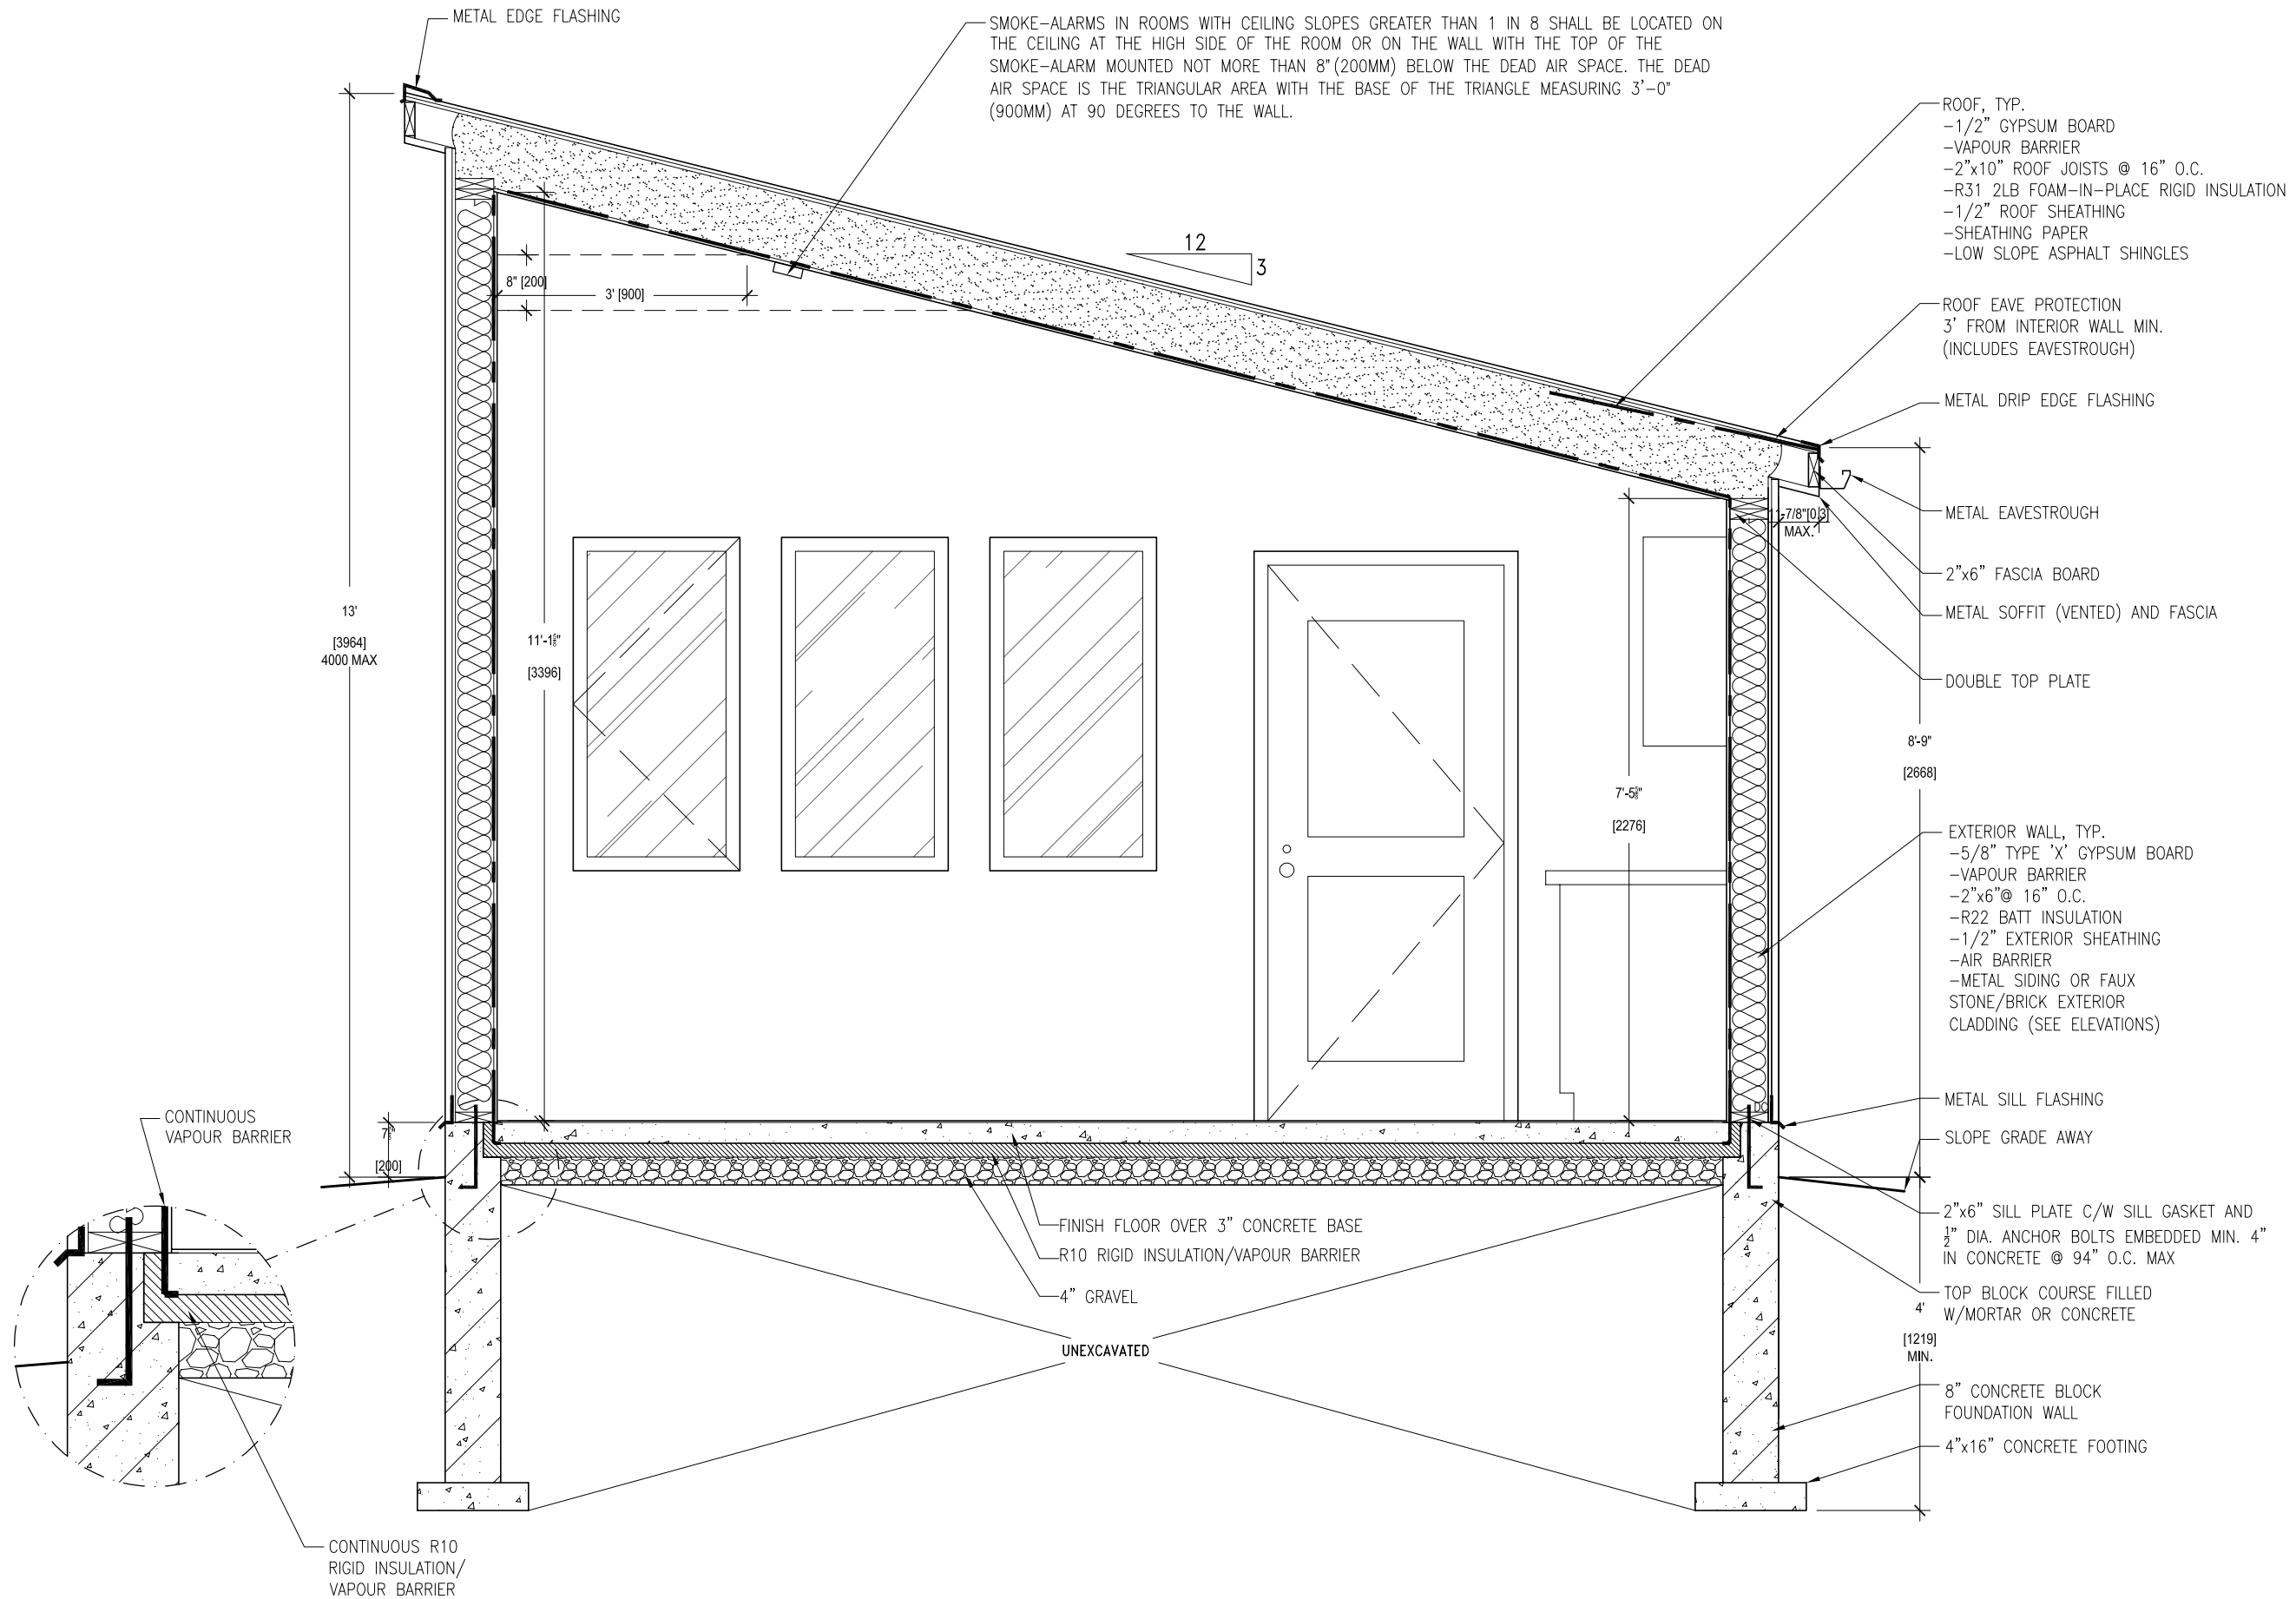 METAL EDGE FLASHING
SMOKE-ALARMS IN ROOMS WITH CEILING SLOPES GREATER THAN 1 IN 8 SHALL BE LOCATED ON
THE CEILING AT THE HIGH SIDE OF THE ROOM OR ON THE WALL WITH THE TOP OF THE
SMOKE-ALARM MOUNTED NOT MORE THAN 8"(200MM) BELOW THE DEAD AIR SPACE. THE DEAD
AIR SPACE IS THE TRIANGULAR AREA WITH THE BASE OF THE TRIANGLE MEASURING 3'-0"
(900MM) AT 90 DEGREES TO THE WALL.
ROOF, TYP.
-1/2" GYPSUM BOARD
-VAPOUR BARRIER
-2"x10" ROOF JOISTS @ 16" O.C.
-R31 2LB FOAM-IN-PLACE RIGID INSULATION
-1/2" ROOF SHEATHING
-SHEATHING PAPER
-LOW SLOPE ASPHALT SHINGLES
12
3
8" [200]
3' [900]
ROOF EAVE PROTECTION
3' FROM INTERIOR WALL MIN.
(INCLUDES EAVESTROUGH)
METAL DRIP EDGE FLASHING
METAL EAVESTROUGH
-7/8"[0.3]
MAX.
2"x6" FASCIA BOARD
METAL SOFFIT (VENTED) AND FASCIA
DOUBLE TOP PLATE
13'
[3964]
4000 MAX
11'-1⅝"
[3396]
7'-5⅝"
[2276]
8'-9"
[2668]
EXTERIOR WALL, TYP.
-5/8" TYPE 'X' GYPSUM BOARD
-VAPOUR BARRIER
-2"x6"@ 16" O.C.
-R22 BATT INSULATION
-1/2" EXTERIOR SHEATHING
-AIR BARRIER
-METAL SIDING OR FAUX
STONE/BRICK EXTERIOR
CLADDING (SEE ELEVATIONS)
METAL SILL FLASHING
SLOPE GRADE AWAY
CONTINUOUS
VAPOUR BARRIER
[200]
2"x6" SILL PLATE C/W SILL GASKET AND
½" DIA. ANCHOR BOLTS EMBEDDED MIN. 4"
IN CONCRETE @ 94" O.C. MAX
FINISH FLOOR OVER 3" CONCRETE BASE
R10 RIGID INSULATION/VAPOUR BARRIER
4" GRAVEL
TOP BLOCK COURSE FILLED
W/MORTAR OR CONCRETE
4'
[1219]
MIN.
UNEXCAVATED
8" CONCRETE BLOCK
FOUNDATION WALL
4"x16" CONCRETE FOOTING
CONTINUOUS R10
RIGID INSULATION/
VAPOUR BARRIER